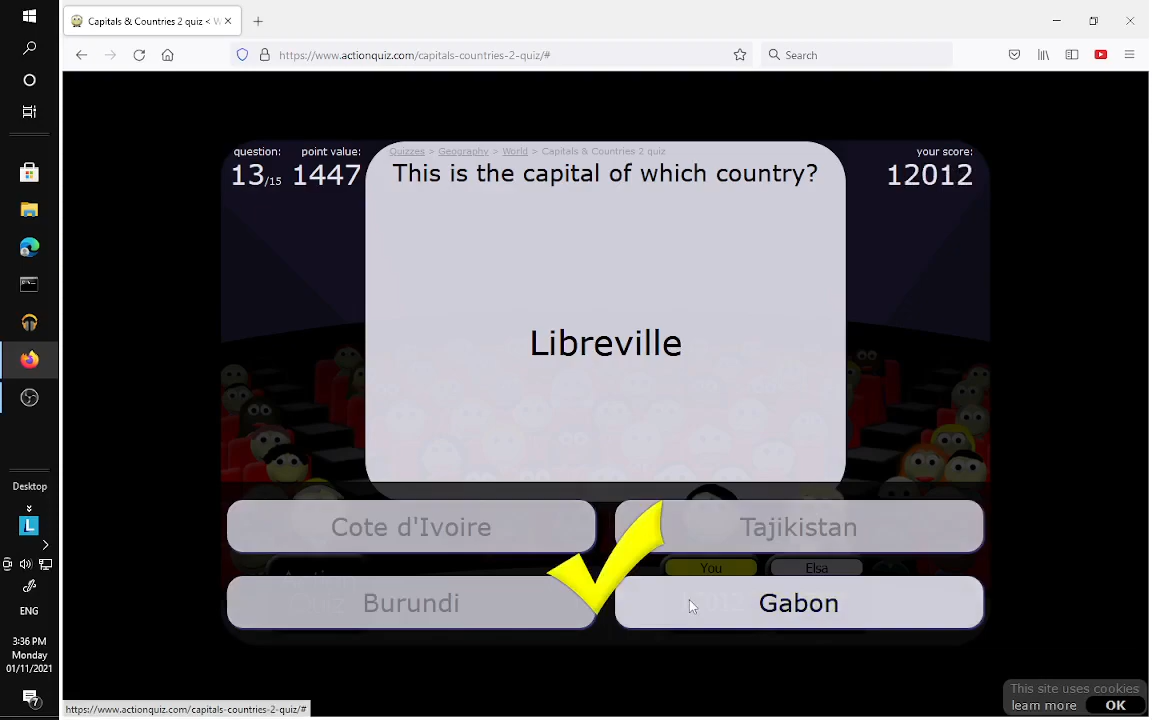 Capitals & Countries 2 quiz < W
https://www.actionquiz.com/capitals-countries-2-quiz/#
Search
question:
13/15
point value:
1447
Quizzes > Geography > World > Capitals & Countries 2 quiz
This is the capital of which country?
your score:
12012
Libreville
Cote d'Ivoire
Tajikistan
You
Elsa
Burundi
Gabon
Desktop
L
ENG
3:36 PM
Monday
01/11/2021
7
This site uses cookies
learn more
OK
https://www.actionquiz.com/capitals-countries-2-quiz/#